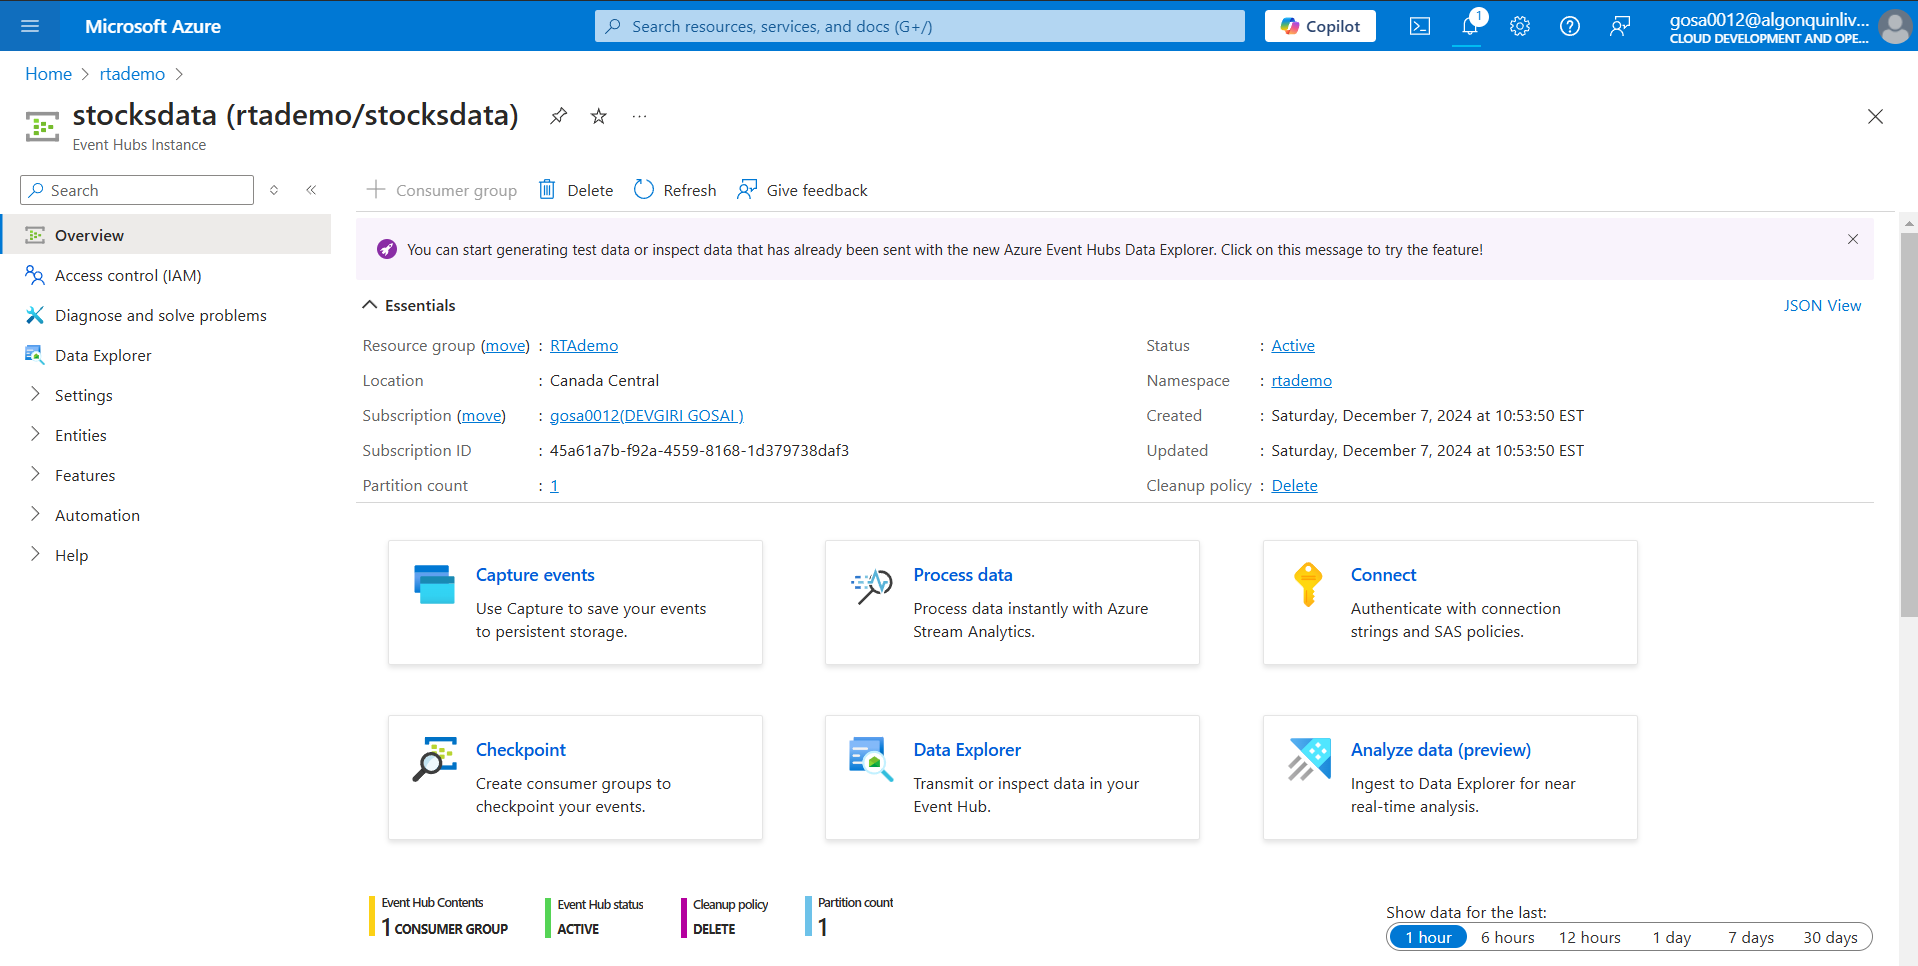 Microsoft Azure
Search resources, services, and docs (G+/)
Copilot
1
gosa0012@algonquinliv...
CLOUD DEVELOPMENT AND OPE...
Home
rtademo
stocksdata (rtademo/stocksdata)
...
Event Hubs Instance
Search
Consumer group
Delete
Refresh
Give feedback
Overview
Access control (IAM)
Diagnose and solve problems
Data Explorer
Settings
Entities
Features
Automation
Help
You can start generating test data or inspect data that has already been sent with the new Azure Event Hubs Data Explorer. Click on this message to try the feature!
Essentials
JSON View
Resource group (move) : RTAdemo
Location : Canada Central
Subscription (move) : gosa0012(DEVGIRI GOSAI )
Subscription ID : 45a61a7b-f92a-4559-8168-1d379738daf3
Partition count : 1
Status : Active
Namespace : rtademo
Created : Saturday, December 7, 2024 at 10:53:50 EST
Updated : Saturday, December 7, 2024 at 10:53:50 EST
Cleanup policy : Delete
Capture events
Use Capture to save your events
to persistent storage.
Process data
Process data instantly with Azure
Stream Analytics.
Connect
Authenticate with connection
strings and SAS policies.
Checkpoint
Create consumer groups to
checkpoint your events.
Data Explorer
Transmit or inspect data in your
Event Hub.
Analyze data (preview)
Ingest to Data Explorer for near
real-time analysis.
Event Hub Contents
1 CONSUMER GROUP
Event Hub status
ACTIVE
Cleanup policy
DELETE
Partition count
1
Show data for the last:
1 hour
6 hours
12 hours
1 day
7 days
30 days